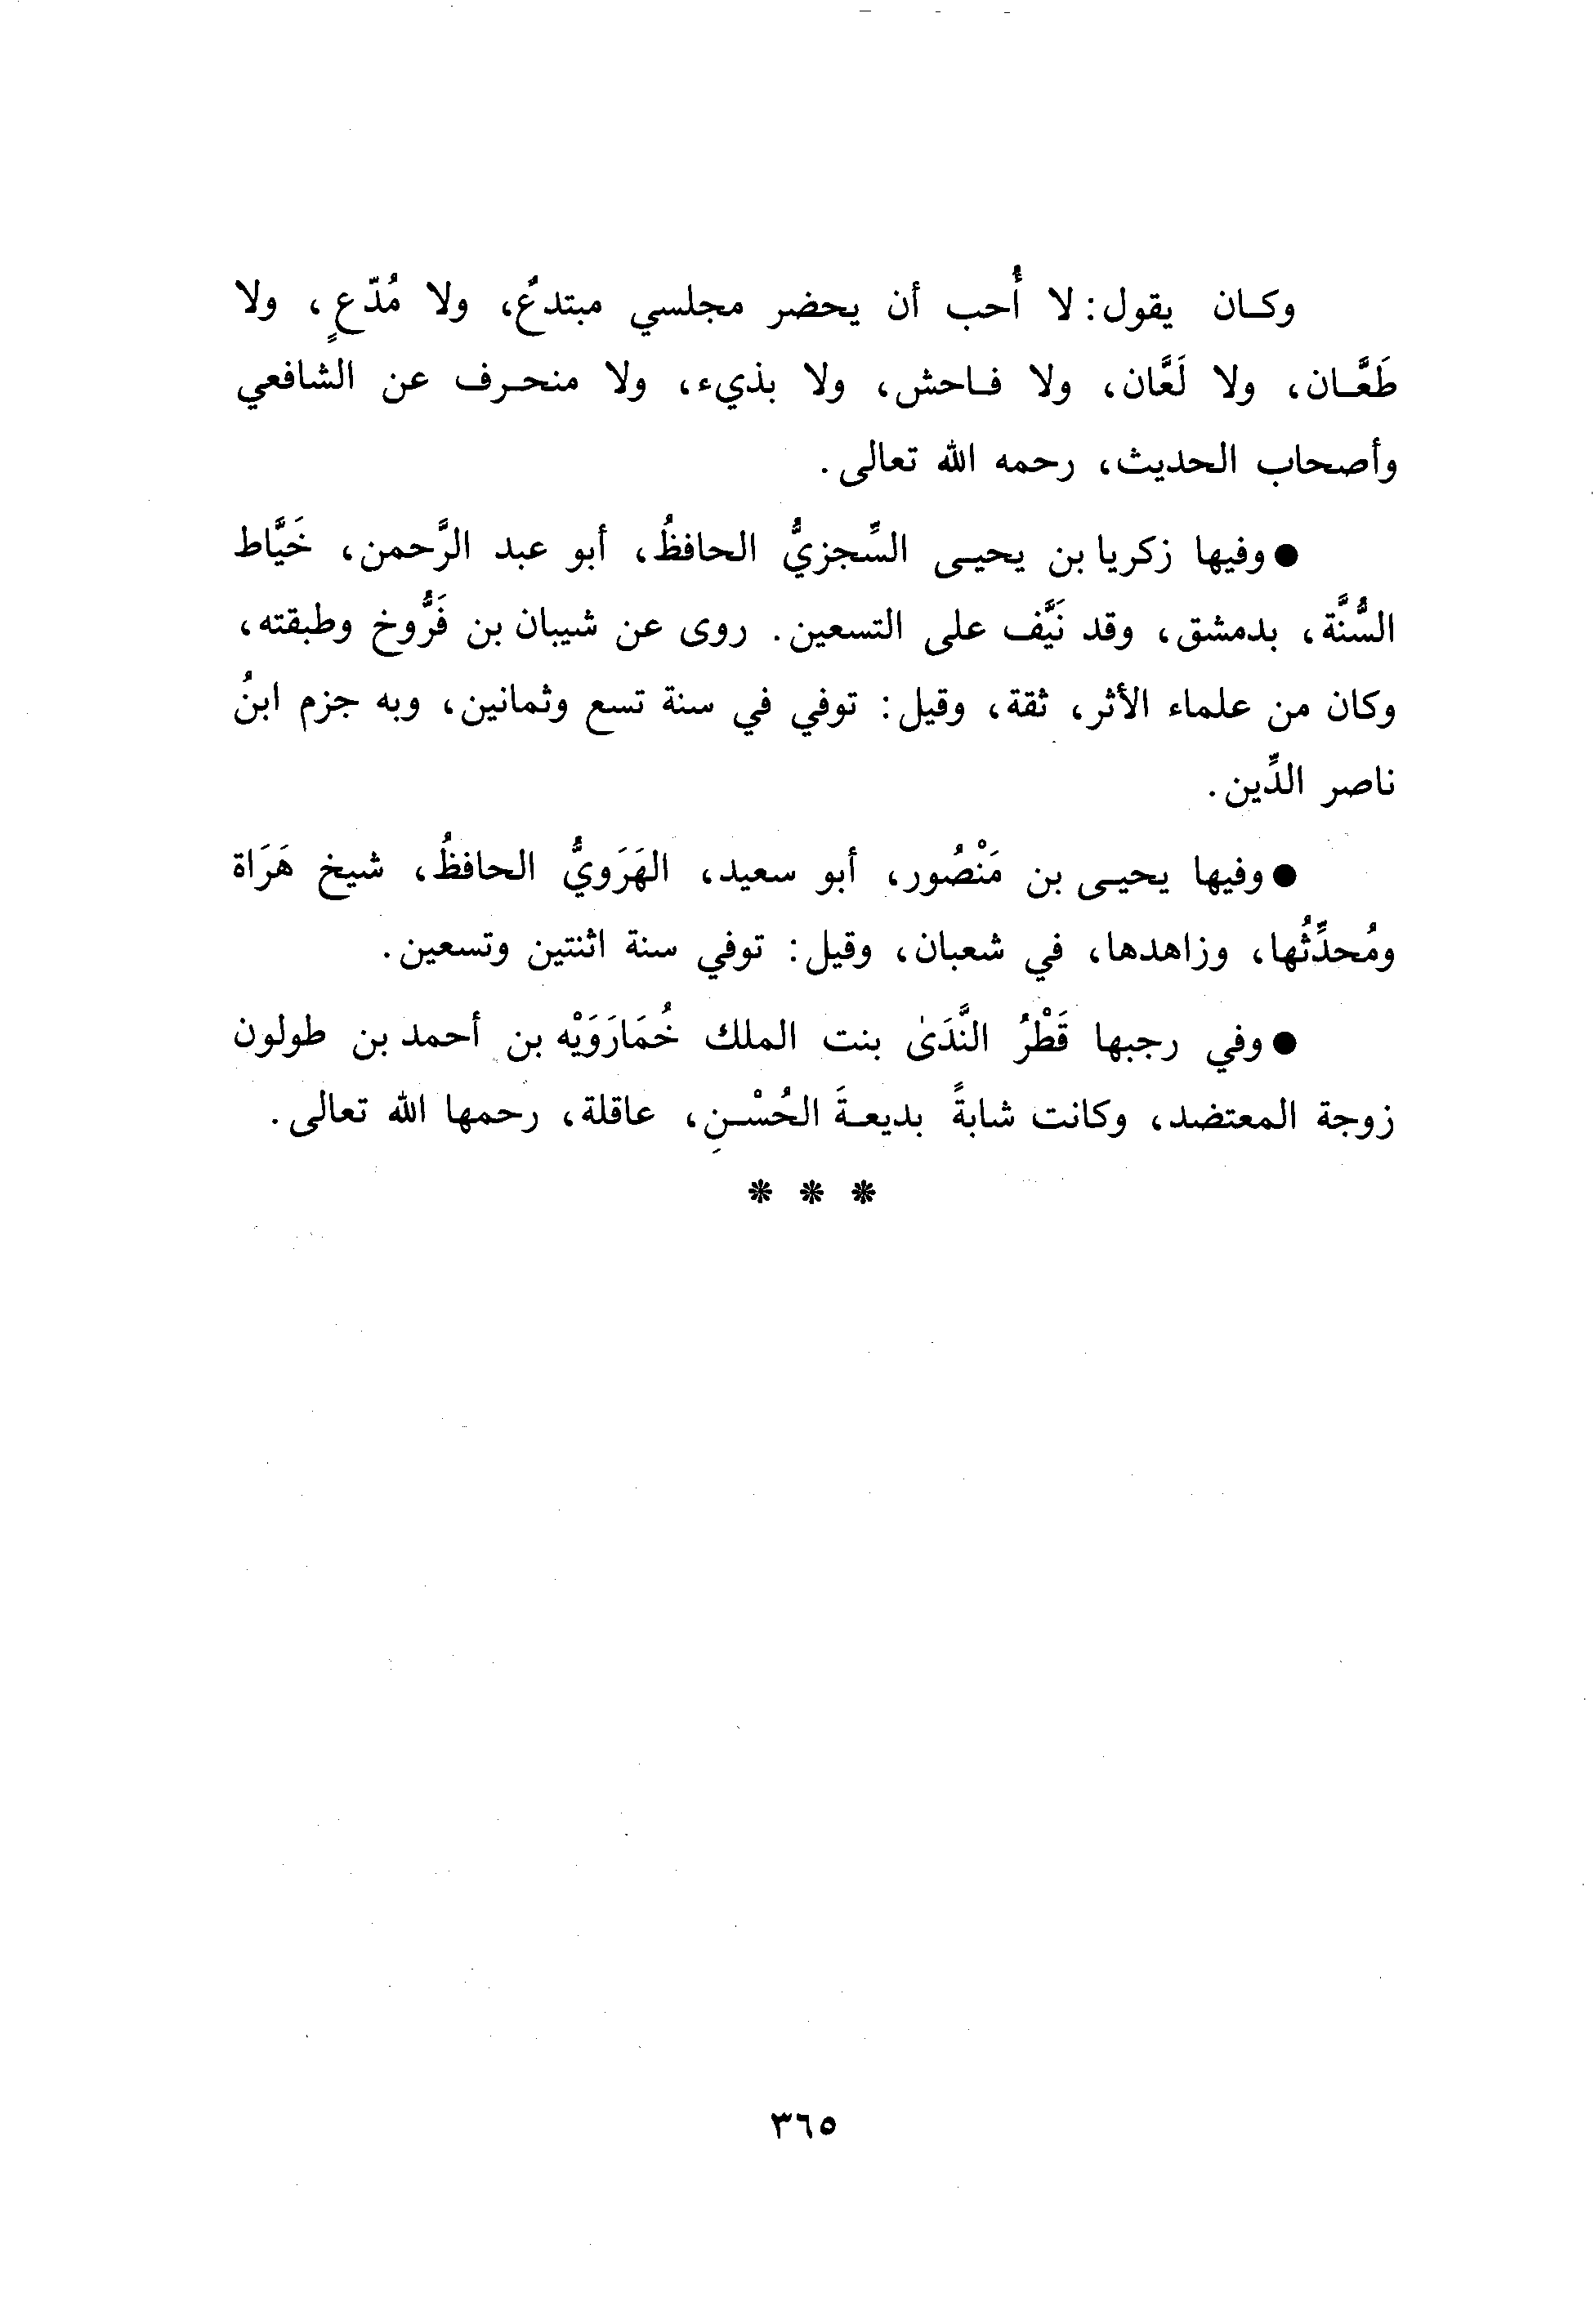 وكان يقول: لا أُحب أن يحضر مجلسي مبتدعٌ، ولا مُدّعٍ، ولا
طَعَّان، ولا لَعَّان، ولا فاحش، ولا بذيء، ولا منحرف عن الشافعي
وأصحاب الحديث، رحمه الله تعالى.
● وفيها زكريا بن يحيى السِّجزيُّ الحافظُ، أبو عبد الرَّحمن، خَيَّاط
السُّنَّة، بدمشق، وقد نَيَّف على التسعين. روى عن شيبان بن فَرُّوخ وطبقته،
وكان من علماء الأثر، ثقة، وقيل: توفي في سنة تسع وثمانين، وبه جزم ابنُ
ناصر الدِّين.
● وفيها يحيى بن مَنْصُور، أبو سعيد، الهَرَويُّ الحافظُ، شيخ هَرَاة
ومُحدِّثُها، وزاهدها، في شعبان، وقيل: توفي سنة اثنتين وتسعين.
● وفي رجبها قَطْرُ النَّدَىٰ بنت الملك خُمَارَوَيْه بن أحمد بن طولون
زوجة المعتضد، وكانت شابةً بديعةَ الحُسْنِ، عاقلة، رحمها الله تعالى.
* * *
٣٦٥